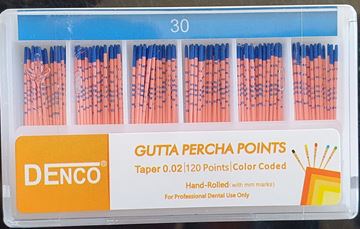 30
GUTTA PERCHA POINTS
Taper 0.02|120 Points|Color Coded
DENCO®
Hand-Rolled (with mm marks)
For Professional Dental Use Only